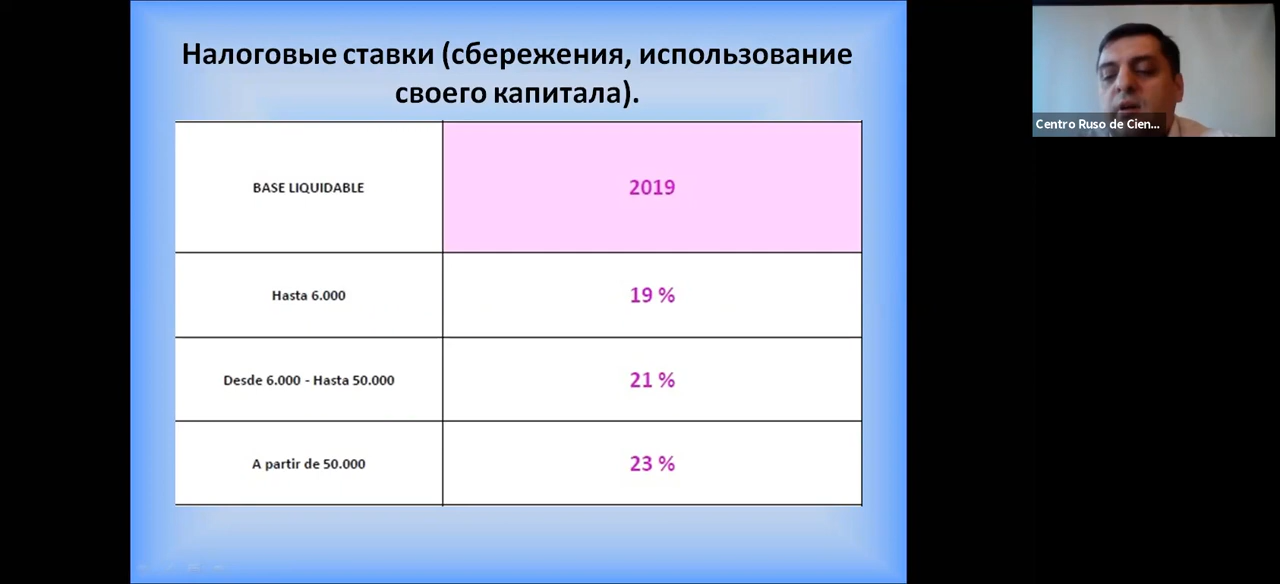 Налоговые ставки (сбережения, использование
своего капитала).
BASE LIQUIDABLE
2019
Hasta 6.000
19 %
Desde 6.000 - Hasta 50.000
21 %
A partir de 50.000
23 %
Centro Ruso de Cien...